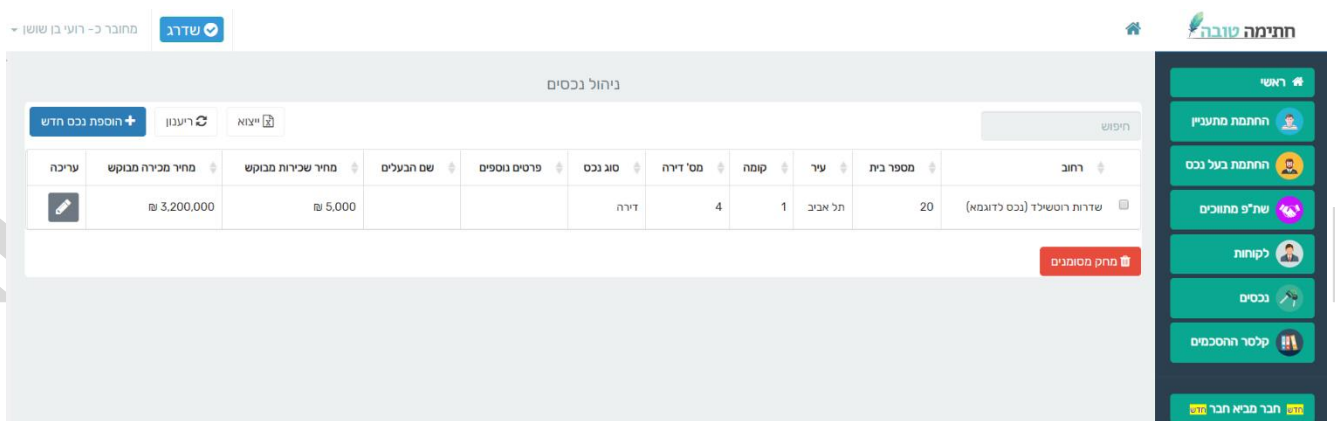 חתימה טובה
שדרג
מחובר כ- רועי בן שושן
ראשי
החתמת מתעניין
החתמת בעל נכס
שת"פ מתווכים
לקוחות
נכסים
קלסר ההסכמים
חדש חבר מביא חבר חדש
ניהול נכסים
חיפוש
ייצוא
ריענון
הוספת נכס חדש
רחוב מספר בית עיר קומה מס' דירה סוג נכס פרטים נוספים שם הבעלים מחיר שכירות מבוקש מחיר מכירה מבוקש עריכה
שדרות רוטשילד (נכס לדוגמא) 20 תל אביב 1 4 דירה 5,000 ₪ 3,200,000 ₪
מחק מסומנים